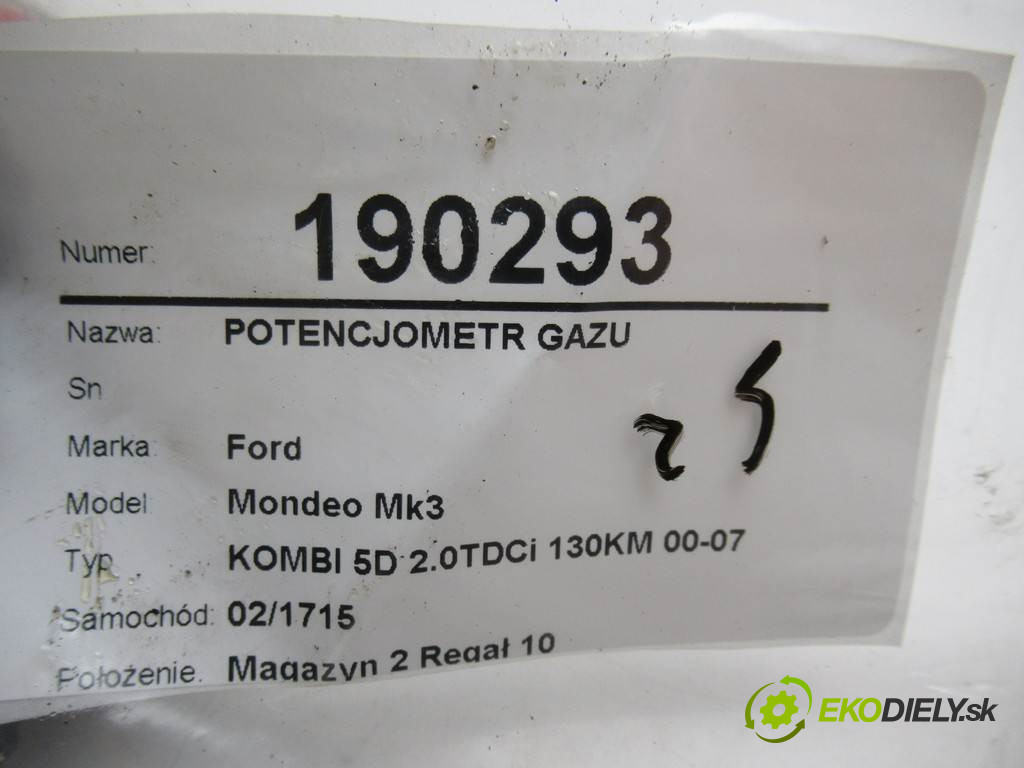 Numer: 190293
Nazwa: POTENCJOMETR GAZU
Sn
Marka: Ford
Model Mondeo Mk3
Typ KOMBI 5D 2.0TDCi 130KM 00-07
Samochód: 02/1715
Położenie. Magazyn 2 Regał 10
EKODIELY.sk